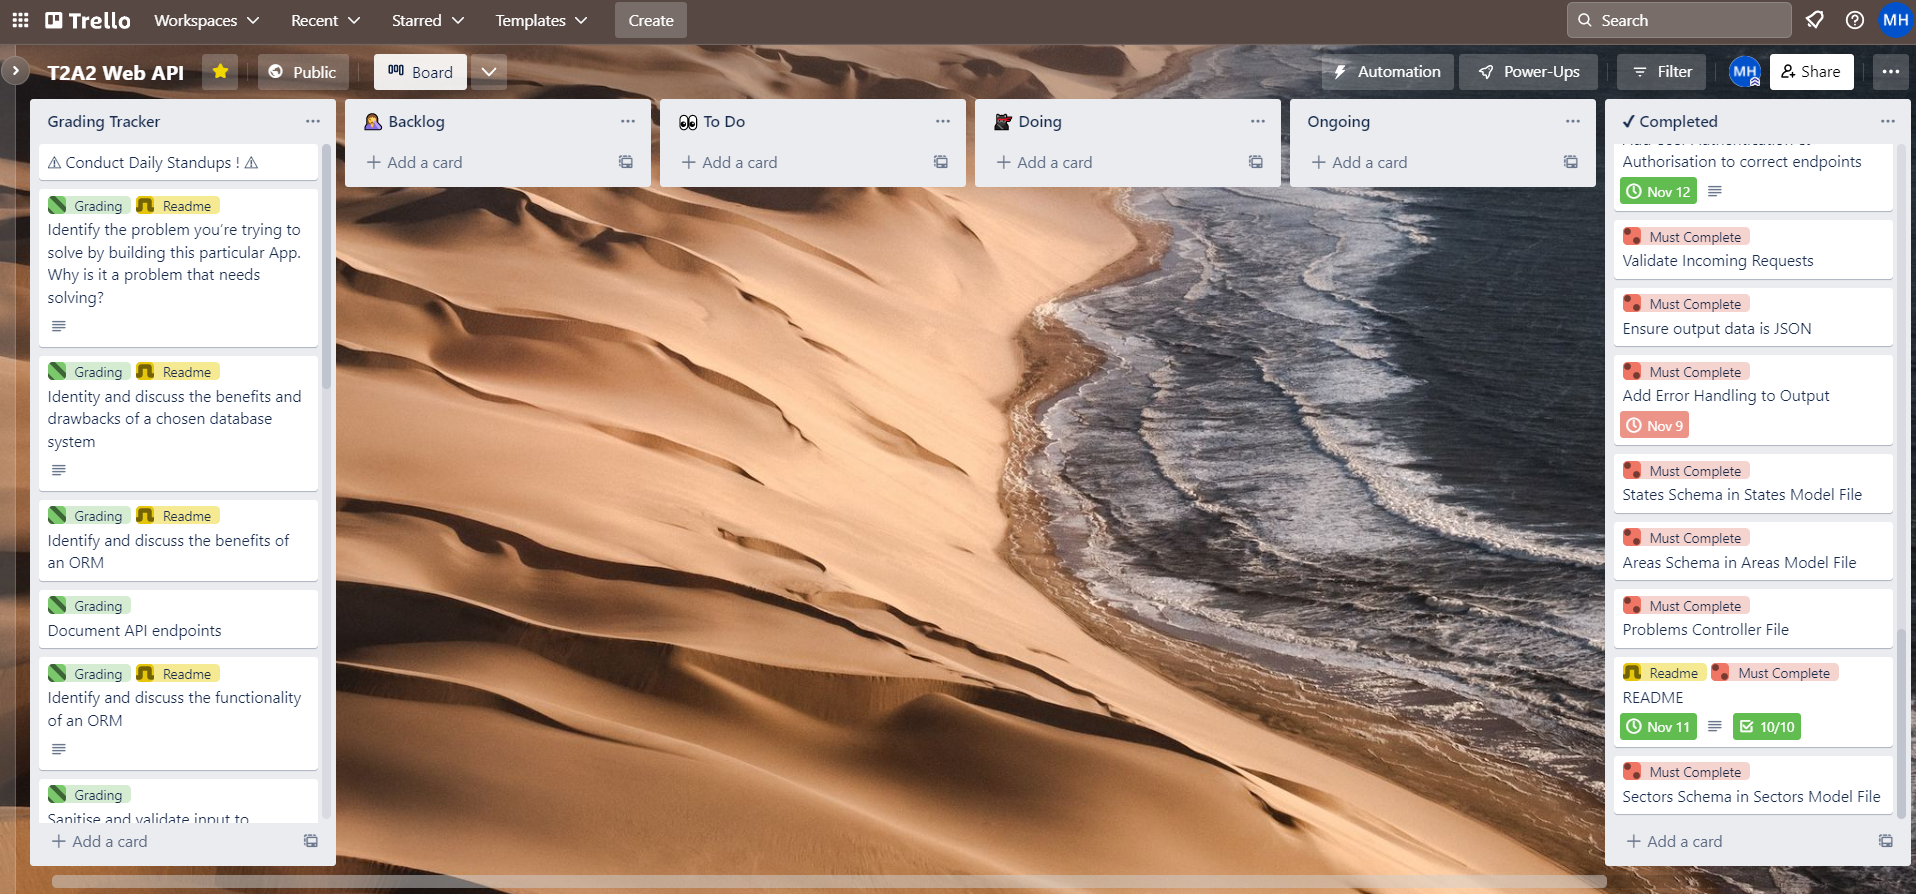 Trello
Workspaces
Recent
Starred
Templates
Create
Search
MH
T2A2 Web API
Public
Board
Automation
Power-Ups
Filter
MH
Share
Grading Tracker
⚠ Conduct Daily Standups ! ⚠
Grading Readme
Identify the problem you're trying to
solve by building this particular App.
Why is it a problem that needs
solving?
Grading Readme
Identity and discuss the benefits and
drawbacks of a chosen database
system
Grading Readme
Identify and discuss the benefits of
an ORM
Grading
Document API endpoints
Grading Readme
Identify and discuss the functionality
of an ORM
Grading
Sanitise and validate input to
Add a card
Backlog
Add a card
To Do
Add a card
Doing
Add a card
Ongoing
Add a card
✓ Completed
Add User Authentication &
Authorisation to correct endpoints
Nov 12
Must Complete
Validate Incoming Requests
Must Complete
Ensure output data is JSON
Must Complete
Add Error Handling to Output
Nov 9
Must Complete
States Schema in States Model File
Must Complete
Areas Schema in Areas Model File
Must Complete
Problems Controller File
Readme Must Complete
README
Nov 11 10/10
Must Complete
Sectors Schema in Sectors Model File
Add a card